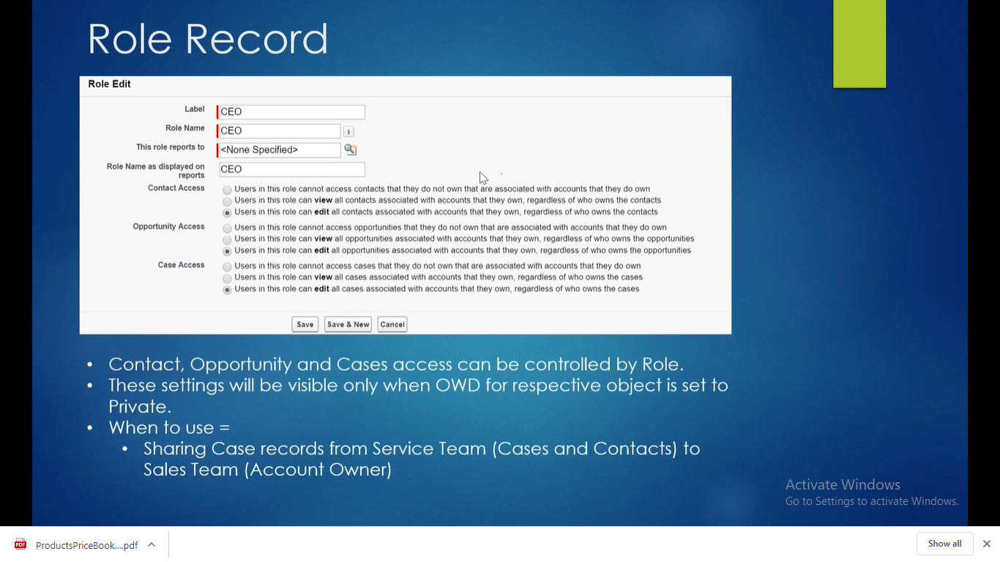 Role Record
Role Edit
Label
CEO
Role Name
CEO
i
This role reports to
<None Specified>
Role Name as displayed on
reports
CEO
Contact Access
Users in this role cannot access contacts that they do not own that are associated with accounts that they do own
Users in this role can view all contacts associated with accounts that they own, regardless of who owns the contacts
Users in this role can edit all contacts associated with accounts that they own, regardless of who owns the contacts
Opportunity Access
Users in this role cannot access opportunities that they do not own that are associated with accounts that they do own
Users in this role can view all opportunities associated with accounts that they own, regardless of who owns the opportunities
Users in this role can edit all opportunities associated with accounts that they own, regardless of who owns the opportunities
Case Access
Users in this role cannot access cases that they do not own that are associated with accounts that they do own
Users in this role can view all cases associated with accounts that they own, regardless of who owns the cases
Users in this role can edit all cases associated with accounts that they own, regardless of who owns the cases
Save
Save & New
Cancel
• Contact, Opportunity and Cases access can be controlled by Role.
• These settings will be visible only when OWD for respective object is set to
Private.
• When to use =
• Sharing Case records from Service Team (Cases and Contacts) to
Sales Team (Account Owner)
Activate Windows
Go to Settings to activate Windows.
PDF
ProductsPriceBook....pdf
Show all